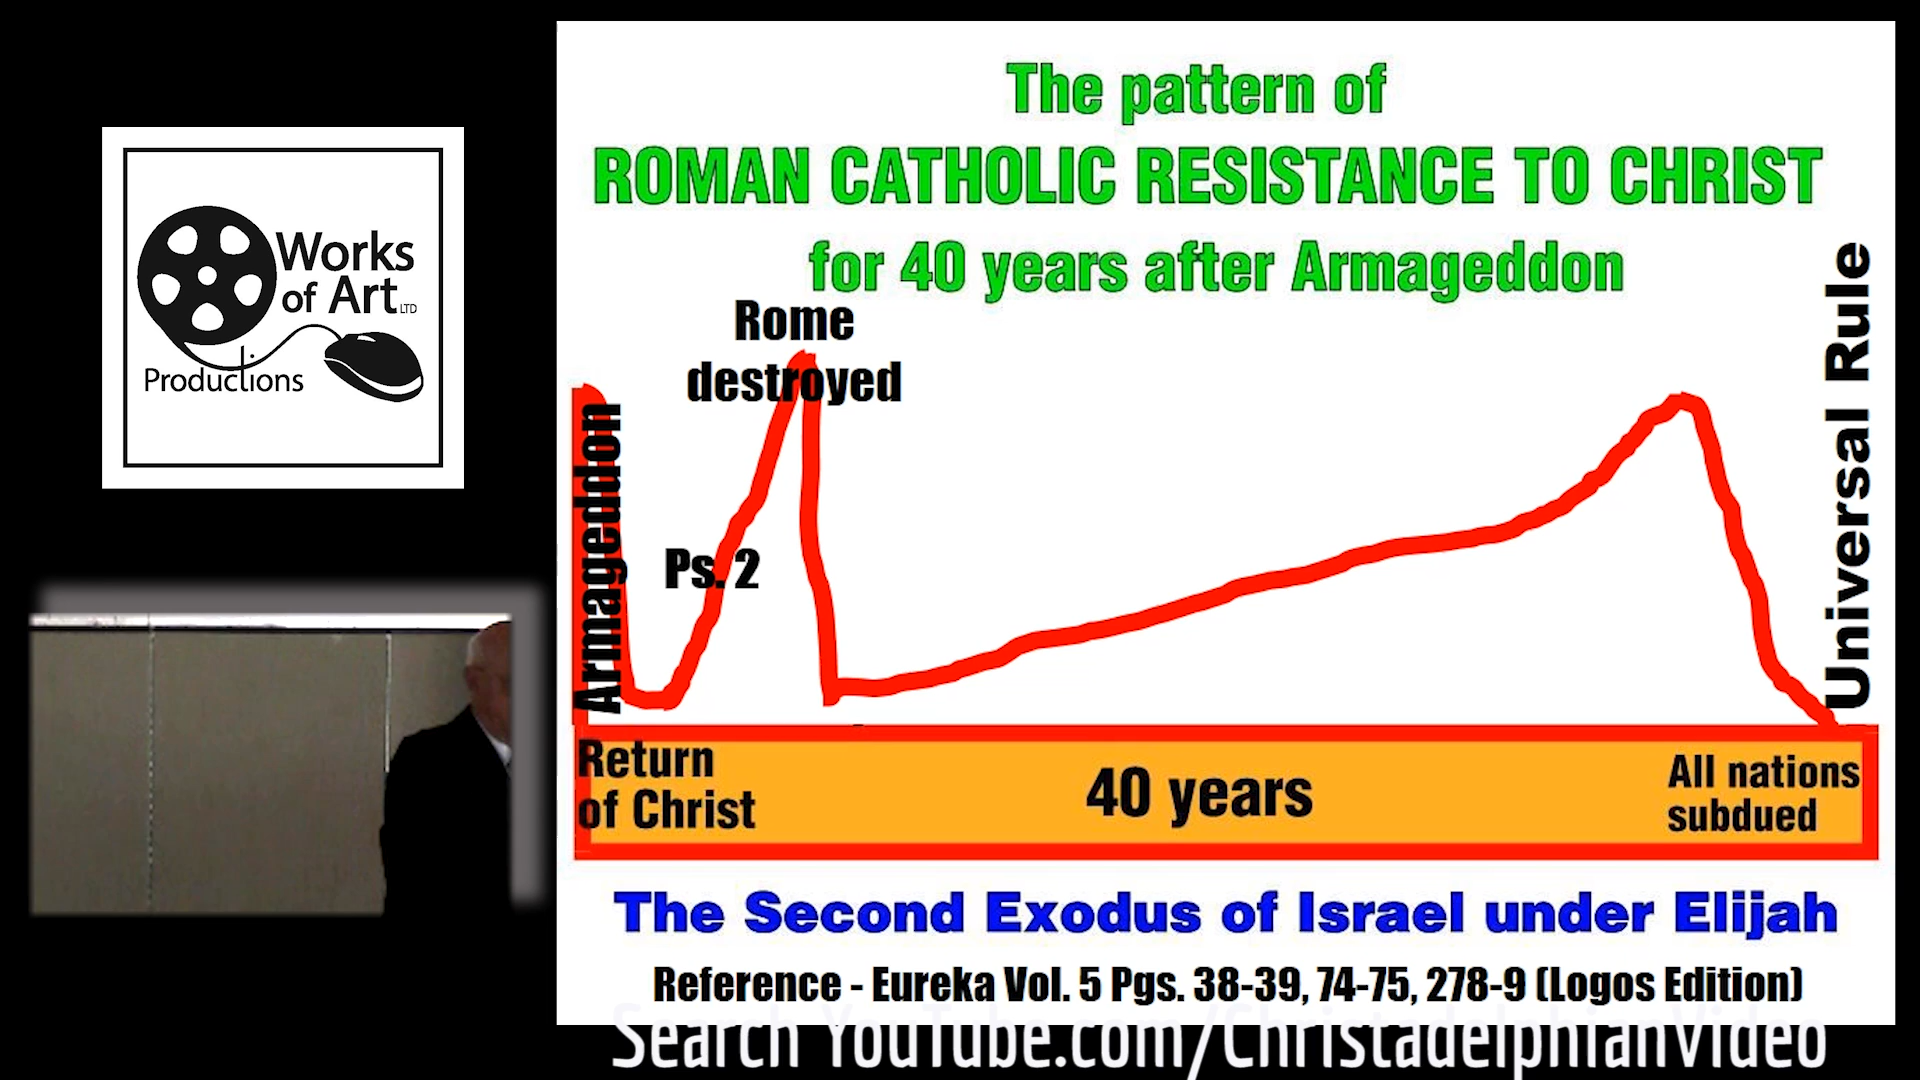 Works
of Art LTD
Productions
The pattern of
ROMAN CATHOLIC RESISTANCE TO CHRIST
for 40 years after Armageddon
Rome
destroyed
Armageddon
Ps. 2
Universal Rule
Return
of Christ
40 years
All nations
subdued
The Second Exodus of Israel under Elijah
Reference - Eureka Vol. 5 Pgs. 38-39, 74-75, 278-9 (Logos Edition)
Search YouTube.com/ChristadelphianVideo